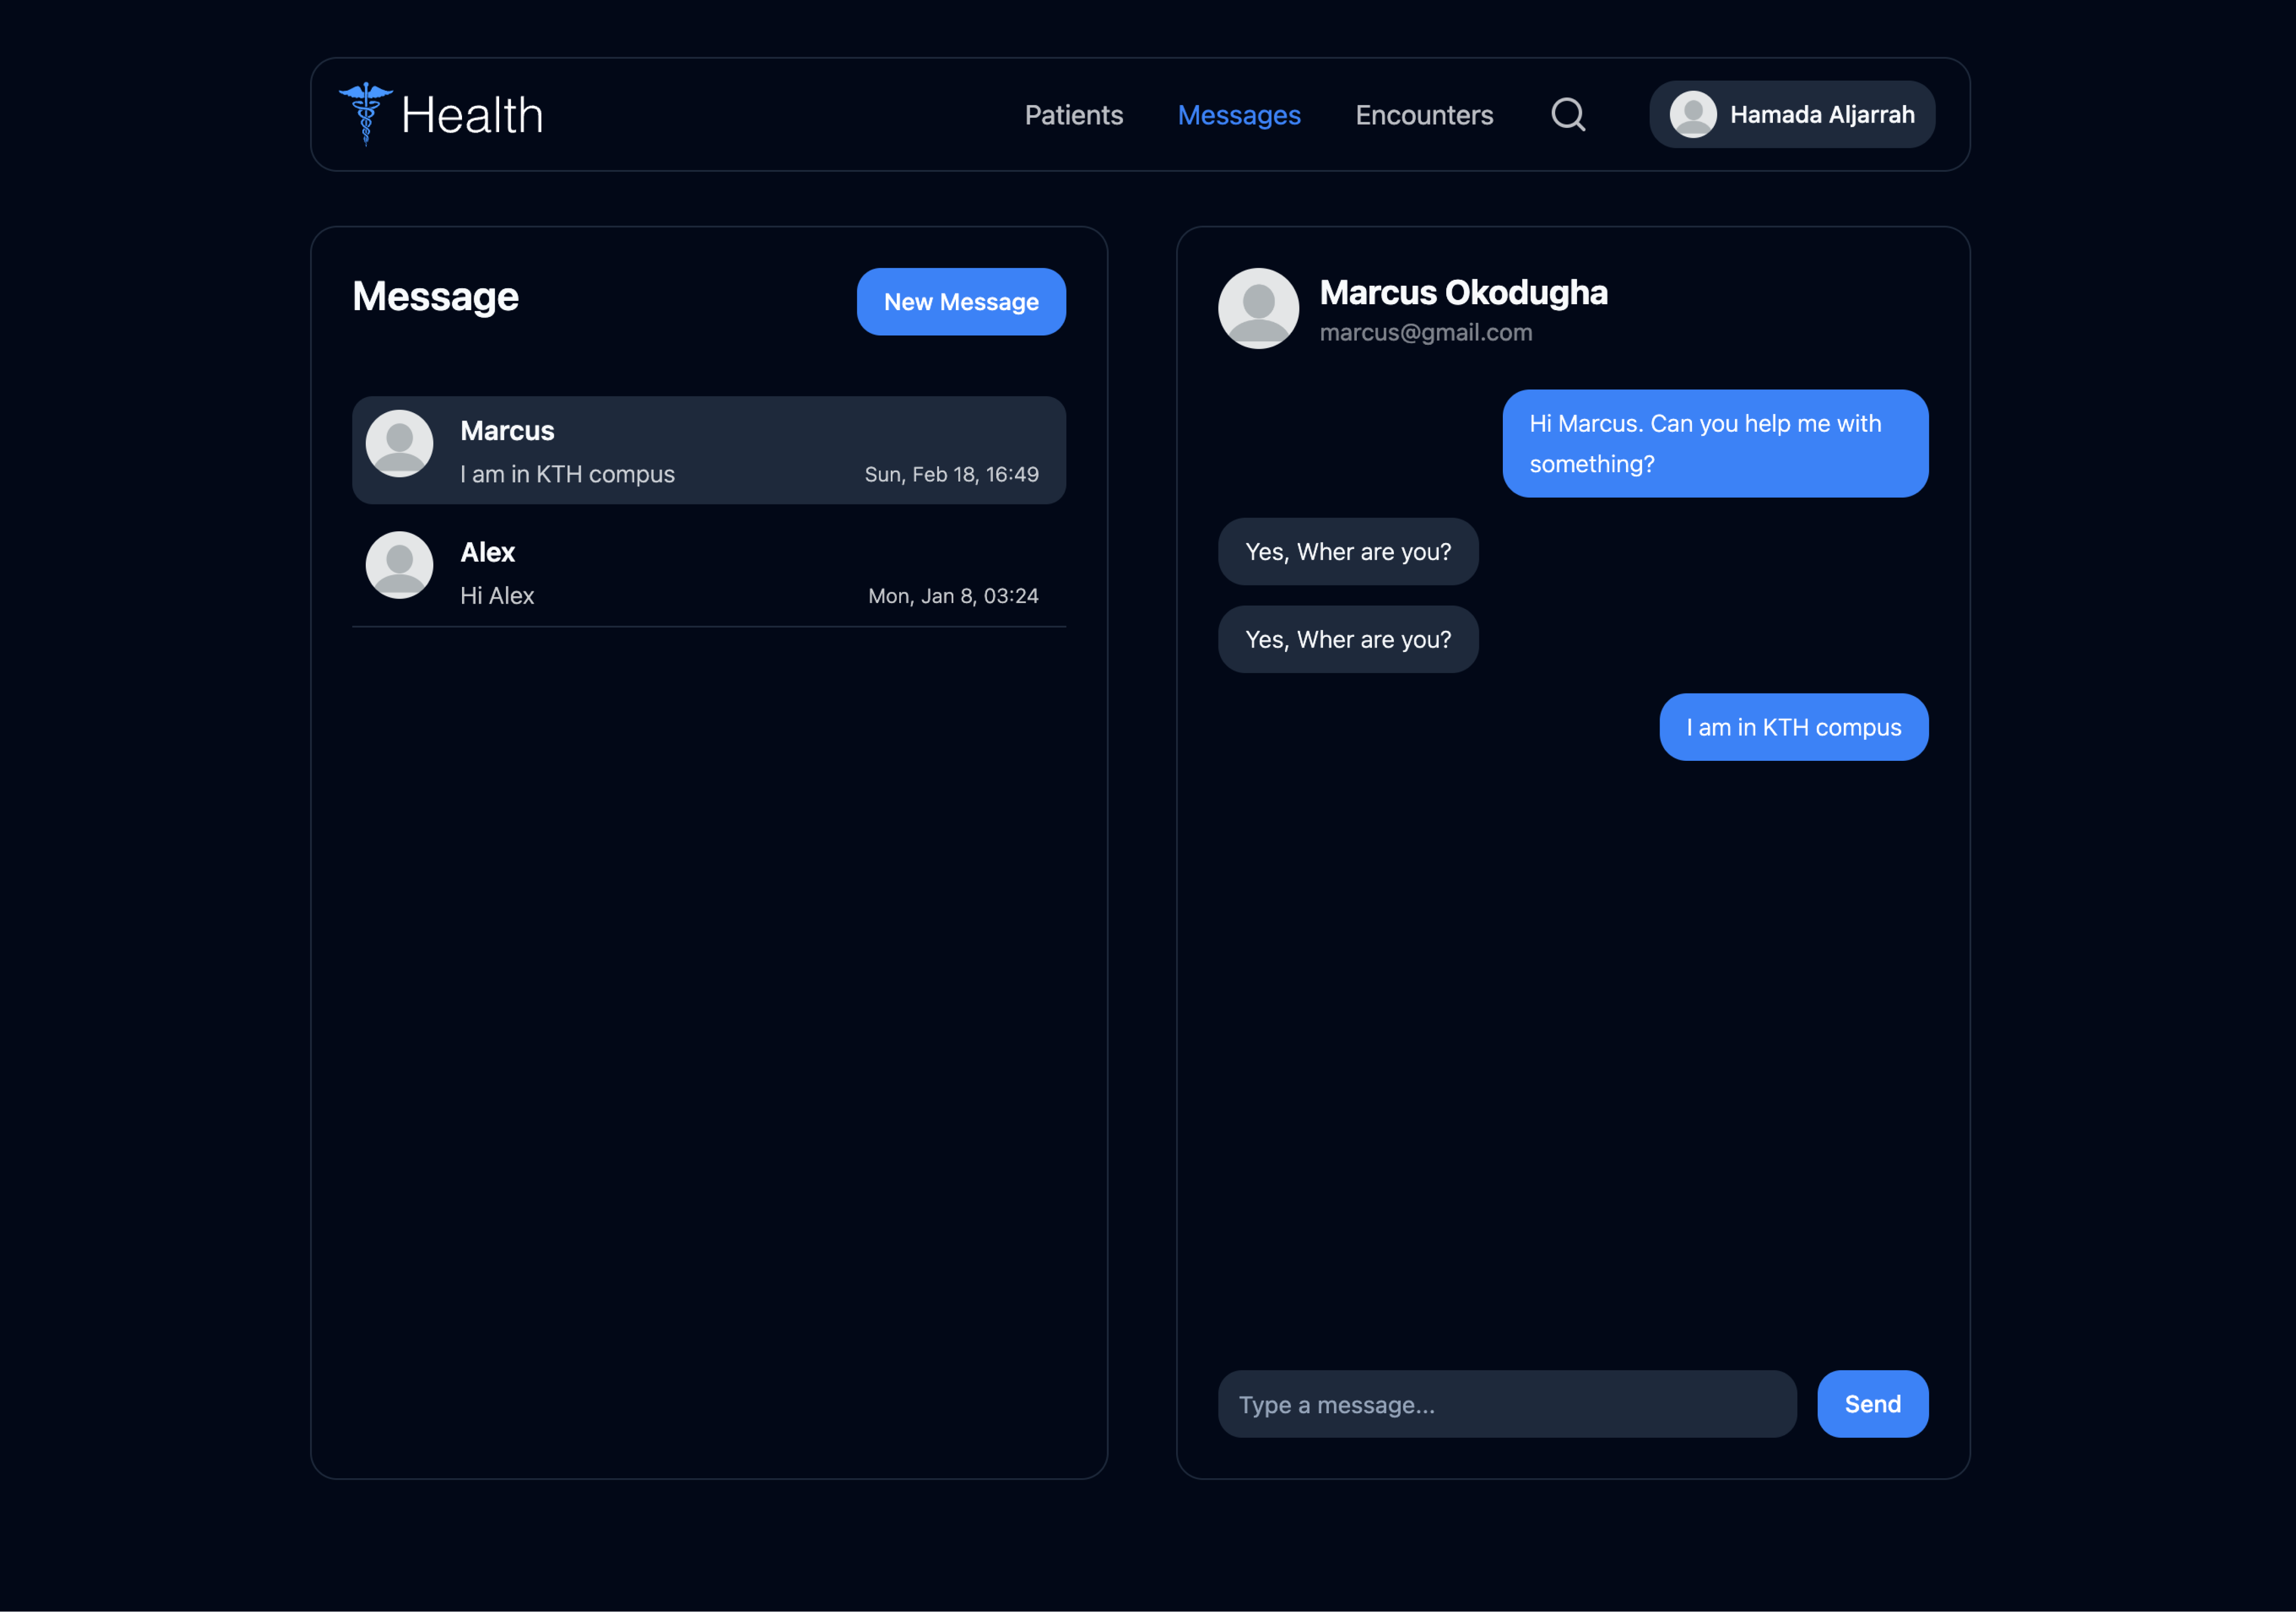 Health
Patients
Messages
Encounters
Hamada Aljarrah
Message
New Message
Marcus
I am in KTH compus
Sun, Feb 18, 16:49
Alex
Hi Alex
Mon, Jan 8, 03:24
Marcus Okodugha
marcus@gmail.com
Hi Marcus. Can you help me with
something?
Yes, Wher are you?
Yes, Wher are you?
I am in KTH compus
Type a message...
Send